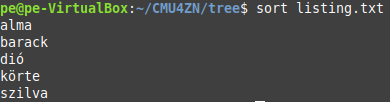 pe@pe-VirtualBox:~/CMU4ZN/tree$ sort listing.txt
alma
barack
dió
körte
szilva